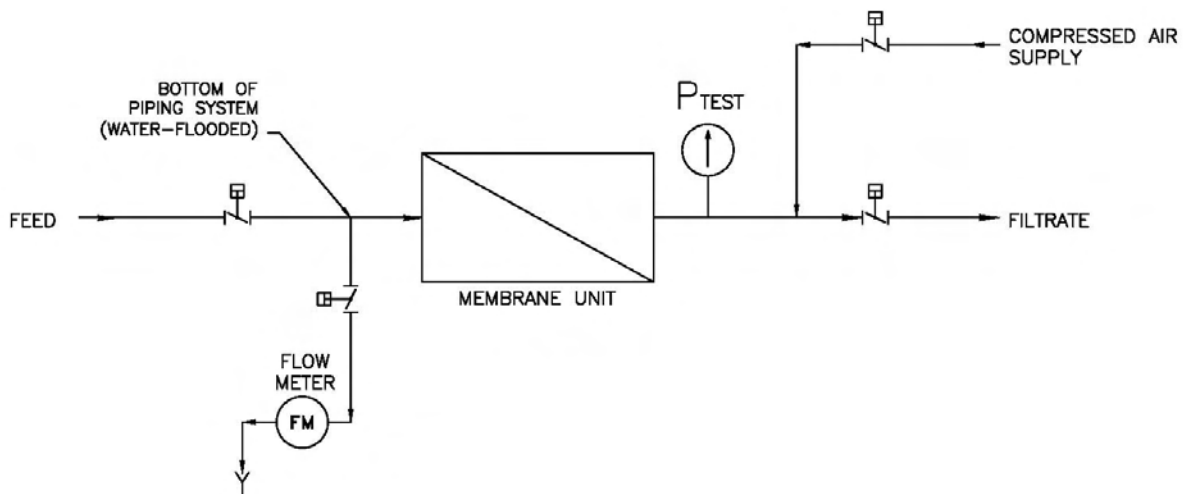 COMPRESSED AIR
SUPPLY
BOTTOM OF
PIPING SYSTEM
(WATER-FLOODED)
PTEST
FEED
FILTRATE
MEMBRANE UNIT
FLOW
METER
FM